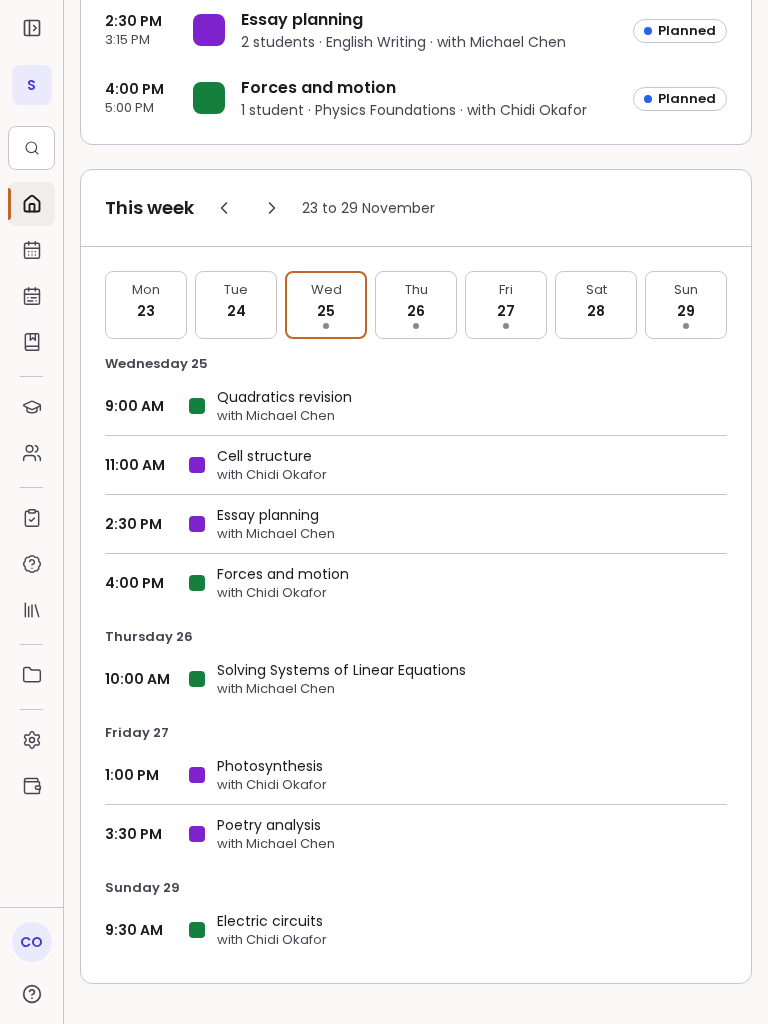 S
CO
2:30 PM
3:15 PM
Essay planning
2 students · English Writing · with Michael Chen
Planned
4:00 PM
5:00 PM
Forces and motion
1 student · Physics Foundations · with Chidi Okafor
Planned
This week
23 to 29 November
Mon
23
Tue
24
Wed
25
Thu
26
Fri
27
Sat
28
Sun
29
Wednesday 25
9:00 AM
Quadratics revision
with Michael Chen
11:00 AM
Cell structure
with Chidi Okafor
2:30 PM
Essay planning
with Michael Chen
4:00 PM
Forces and motion
with Chidi Okafor
Thursday 26
10:00 AM
Solving Systems of Linear Equations
with Michael Chen
Friday 27
1:00 PM
Photosynthesis
with Chidi Okafor
3:30 PM
Poetry analysis
with Michael Chen
Sunday 29
9:30 AM
Electric circuits
with Chidi Okafor